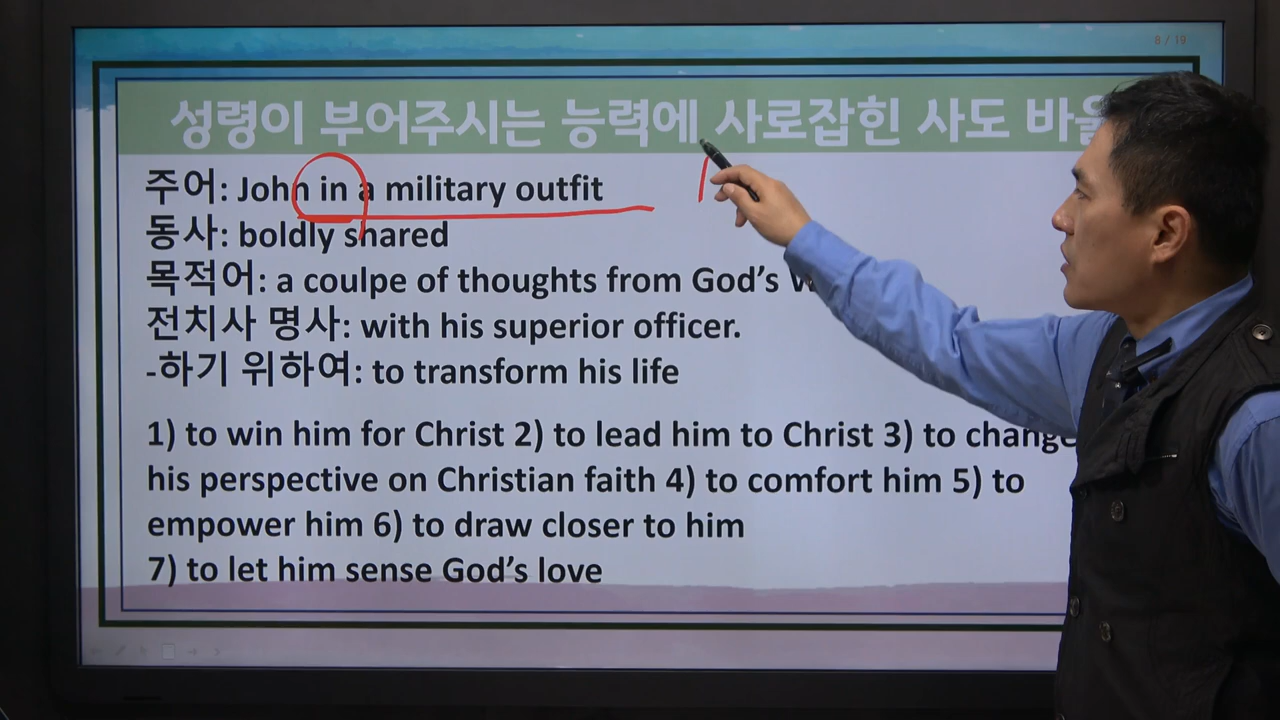 8 / 19
성령이 부어주시는 능력에 사로잡힌 사도 바울
주어: John in a military outfit
동사: boldly shared
목적어: a coulpe of thoughts from God's
전치사 명사: with his superior officer.
-하기 위하여: to transform his life
1) to win him for Christ 2) to lead him to Christ 3) to change
his perspective on Christian faith 4) to comfort him 5) to
empower him 6) to draw closer to him
7) to let him sense God's love